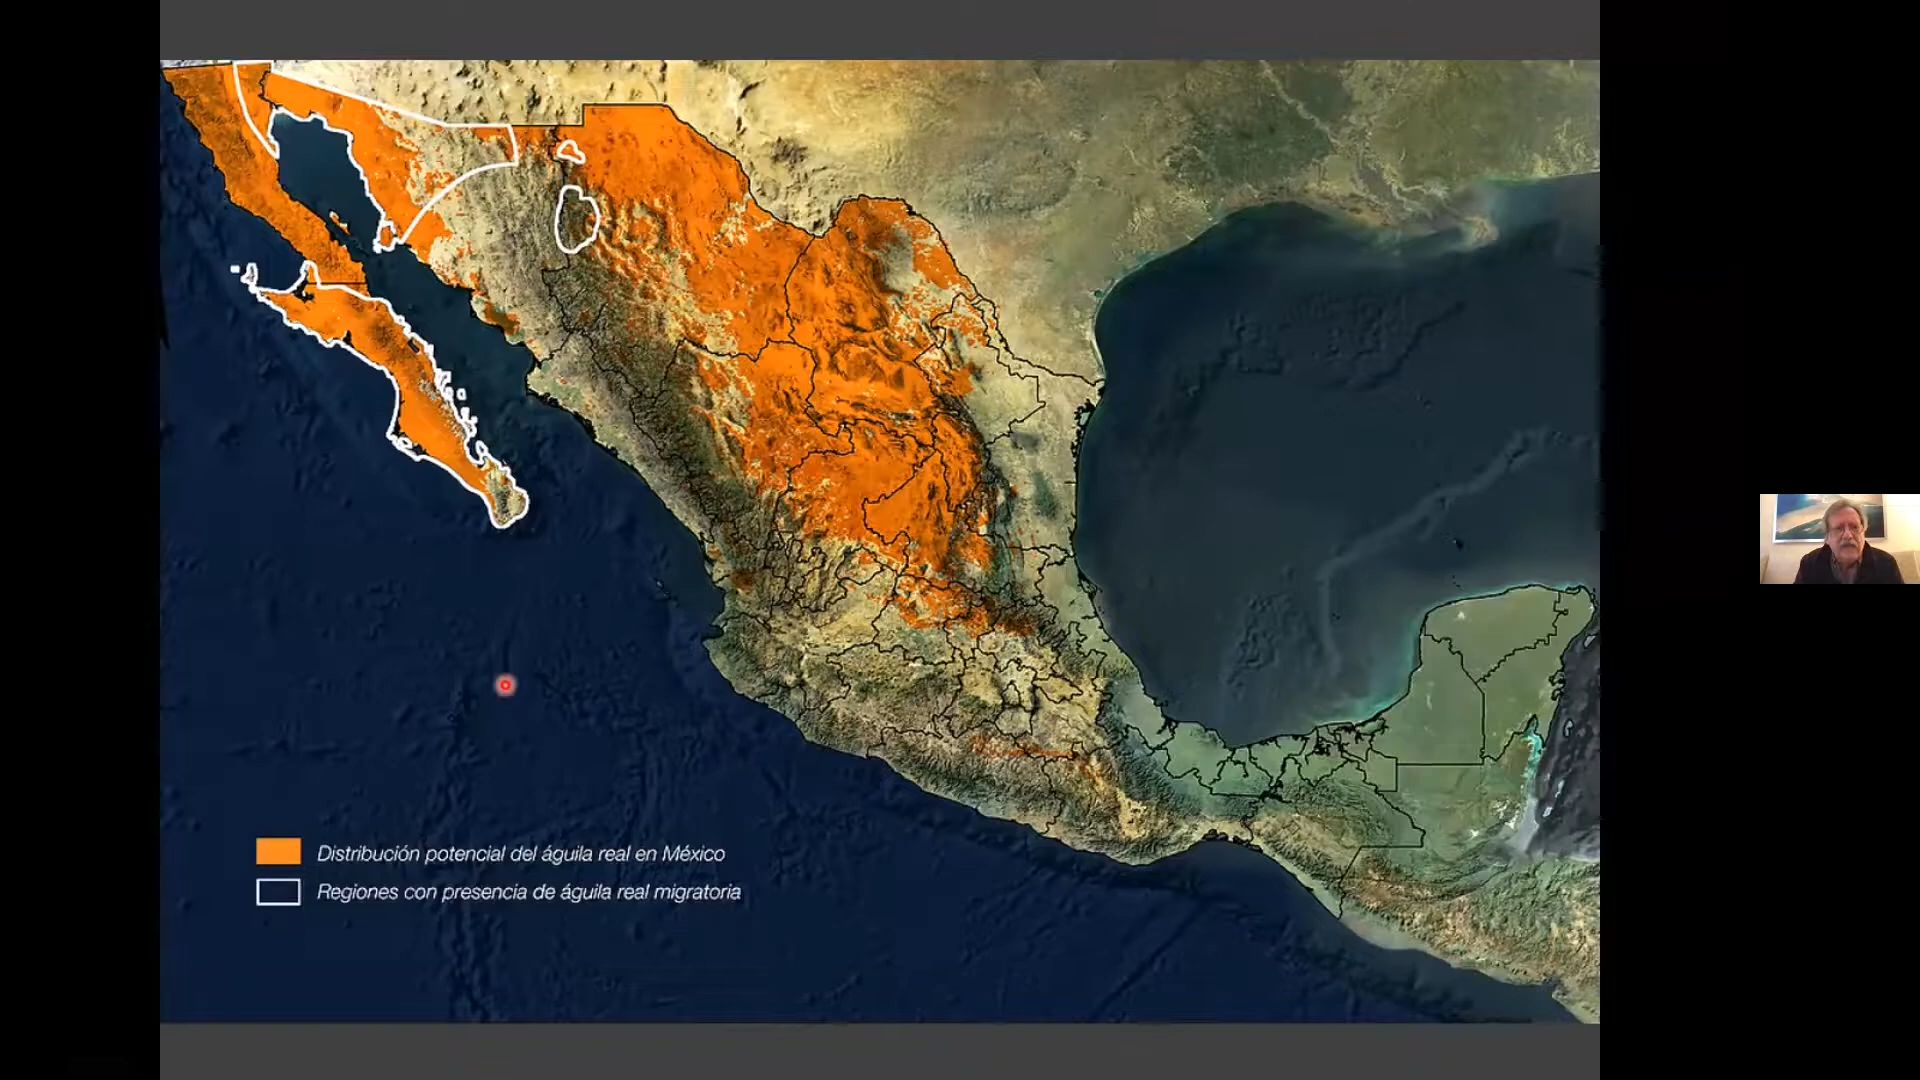 Distribución potencial del águila real en México
Regiones con presencia de águila real migratoria